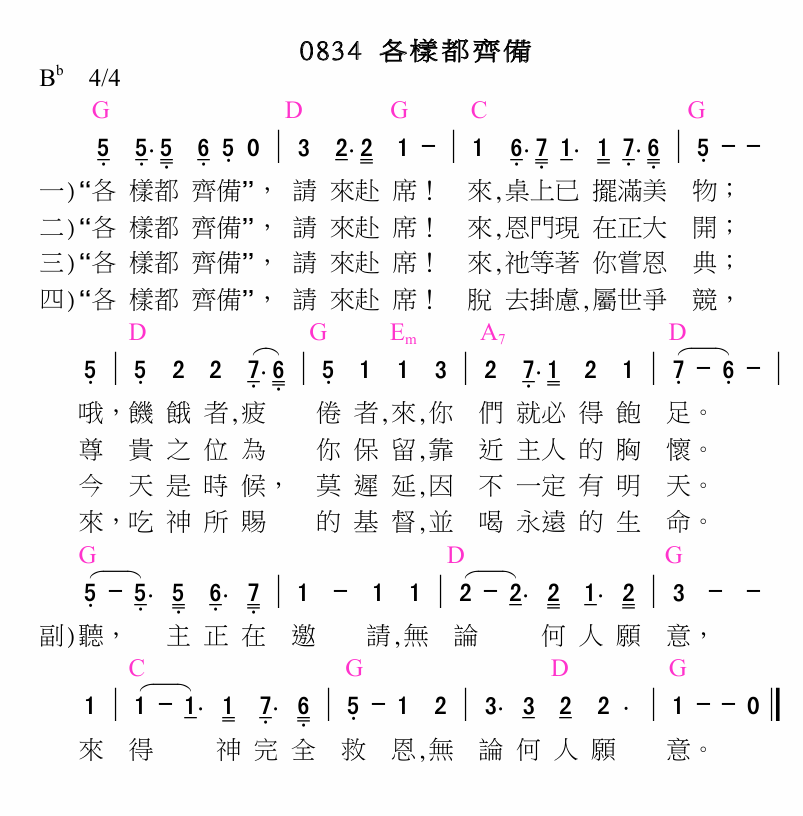 0834 各樣都齊備
B♭ 4/4
G D G C G
5 5·5 6 5 0 | 3 2·2 1 − | 1 6·7 1· 1 7·6 | 5 − −
一)“各 樣都 齊備”，請 來赴 席！ 來,桌上已 擺滿美 物；
二)“各 樣都 齊備”，請 來赴 席！ 來,恩門現 在正大 開；
三)“各 樣都 齊備”，請 來赴 席！ 來,祂等著 你嘗恩 典；
四)“各 樣都 齊備”，請 來赴 席！ 脫 去掛慮,屬世爭 競，
D G Em A7 D
5 | 5 2 2 7·6 | 5 1 1 3 | 2 7·1 2 1 | 7 − 6 − |
哦，饑 餓 者,疲 倦 者,來,你 們 就必 得 飽 足。
尊 貴 之 位 為 你 保 留,靠 近 主人 的 胸 懷。
今 天 是 時 候， 莫 遲 延,因 不 一定 有 明 天。
來，吃 神 所 賜 的 基 督,並 喝 永遠 的 生 命。
G D G
5 − 5· 5 6· 7 | 1 − 1 1 | 2 − 2· 2 1· 2 | 3 − −
副)聽， 主 正 在 邀 請,無 論 何 人 願 意，
C G D G
1 | 1 − 1· 1 7· 6 | 5 − 1 2 | 3· 3 2 2 · | 1 − − 0 ‖
來 得 神 完 全 救 恩,無 論 何 人 願 意。